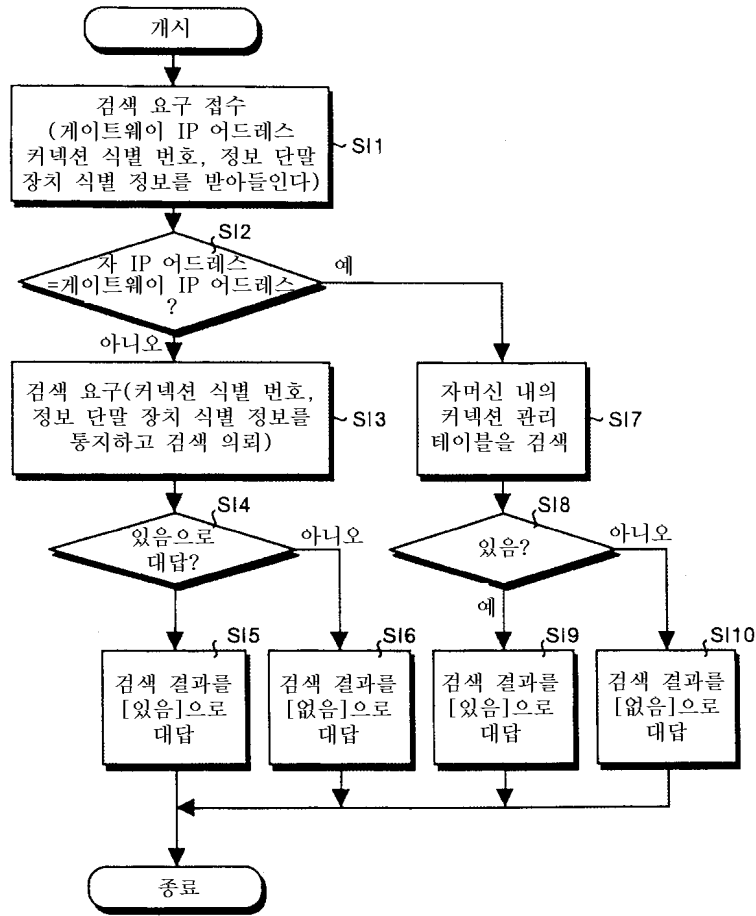 개시
검색 요구 접수
(게이트웨이 IP 어드레스
커넥션 식별 번호, 정보 단말
장치 식별 정보를 받아들인다)
SI1
SI2
자 IP 어드레스
=게이트웨이 IP 어드레스
?
예
아니오
검색 요구(커넥션 식별 번호,
정보 단말 장치 식별 정보를
통지하고 검색 의뢰)
SI3
자머신 내의
커넥션 관리
테이블을 검색
SI7
SI4
있음으로
대답?
아니오
SI8
있음?
아니오
예
SI5
검색 결과를
[있음]으로
대답
SI6
검색 결과를
[없음]으로
대답
SI9
검색 결과를
[있음]으로
대답
SI10
검색 결과를
[없음]으로
대답
종료